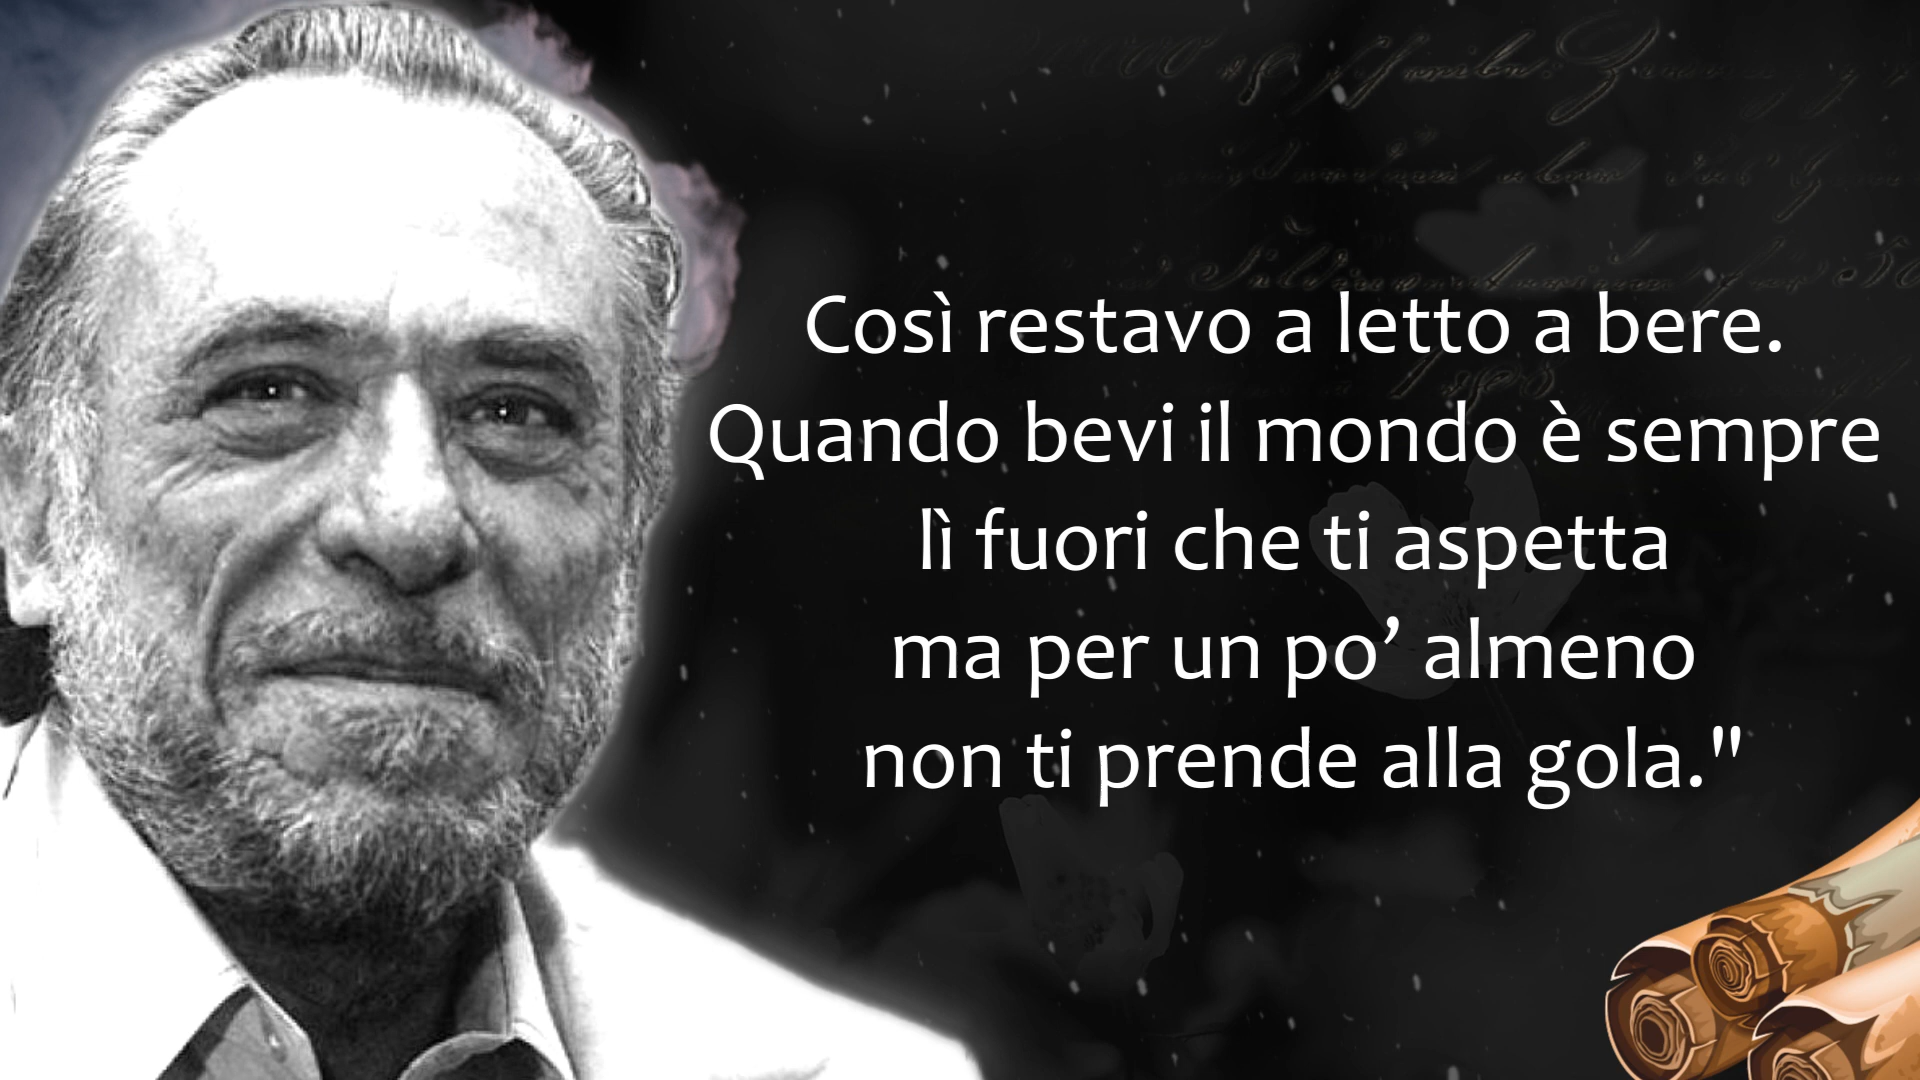 Così restavo a letto a bere.
Quando bevi il mondo è sempre
lì fuori che ti aspetta
ma per un po’ almeno
non ti prende alla gola."